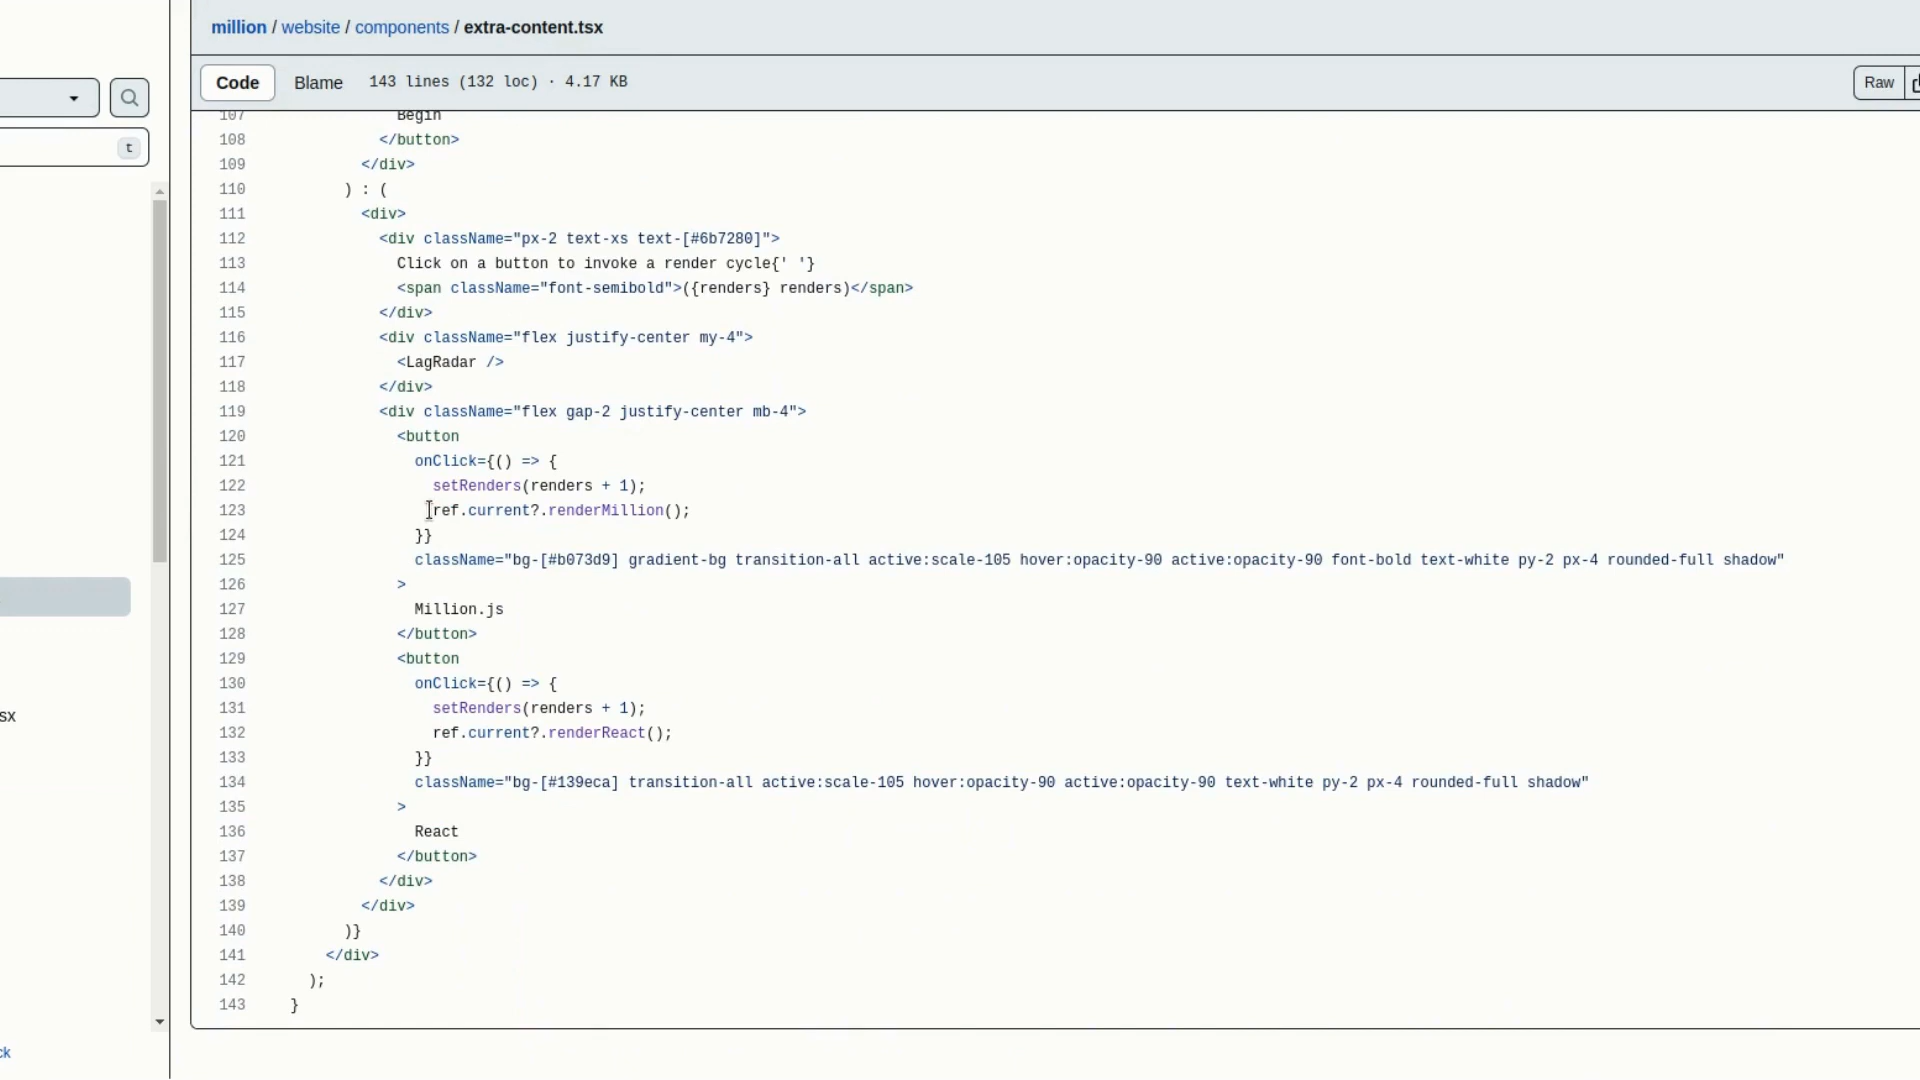 million / website / components / extra-content.tsx
Code Blame 143 lines (132 loc) · 4.17 KB Raw
t
107 Begin
108 </button>
109 </div>
110 ) : (
111 <div>
112 <div className="px-2 text-xs text-[#6b7280]">
113 Click on a button to invoke a render cycle{' '}
114 <span className="font-semibold">({renders} renders)</span>
115 </div>
116 <div className="flex justify-center my-4">
117 <LagRadar />
118 </div>
119 <div className="flex gap-2 justify-center mb-4">
120 <button
121 onClick={() => {
122 setRenders(renders + 1);
123 ref.current?.renderMillion();
124 }}
125 className="bg-[#b073d9] gradient-bg transition-all active:scale-105 hover:opacity-90 active:opacity-90 font-bold text-white py-2 px-4 rounded-full shadow"
126 >
127 Million.js
128 </button>
129 <button
130 onClick={() => {
131 setRenders(renders + 1);
132 ref.current?.renderReact();
133 }}
134 className="bg-[#139eca] transition-all active:scale-105 hover:opacity-90 active:opacity-90 text-white py-2 px-4 rounded-full shadow"
135 >
136 React
137 </button>
138 </div>
139 </div>
140 )}
141 </div>
142 );
143 }
sx
ck